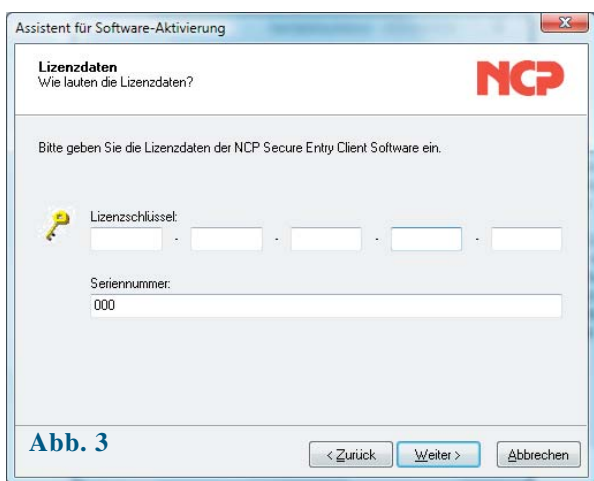 Assistent für Software-Aktivierung
Lizenzdaten
Wie lauten die Lizenzdaten?
NCP
Bitte geben Sie die Lizenzdaten der NCP Secure Entry Client Software ein.
Lizenzschlüssel:
- - - -
Seriennummer:
000
Abb. 3
< Zurück Weiter > Abbrechen